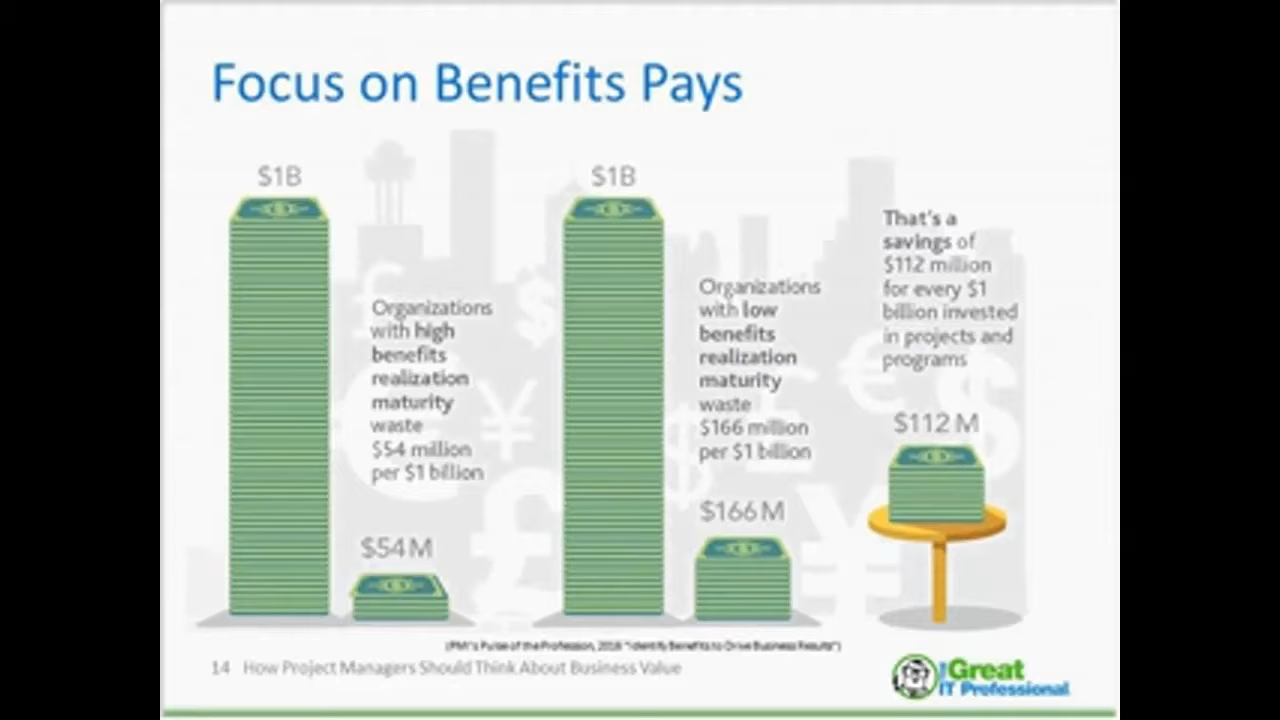 Focus on Benefits Pays
$1B
Organizations
with high
benefits
realization
maturity
waste
$54 million
per $1 billion
$54 M
$1B
Organizations
with low
benefits
realization
maturity
waste
$166 million
per $1 billion
$166 M
That's a
savings of
$112 million
for every $1
billion invested
in projects and
programs
$112 M
(PMI's Pulse of the Profession, 2016 "Identify Benefits to Drive Business Results")
14 How Project Managers Should Think About Business Value
Great
IT Professional